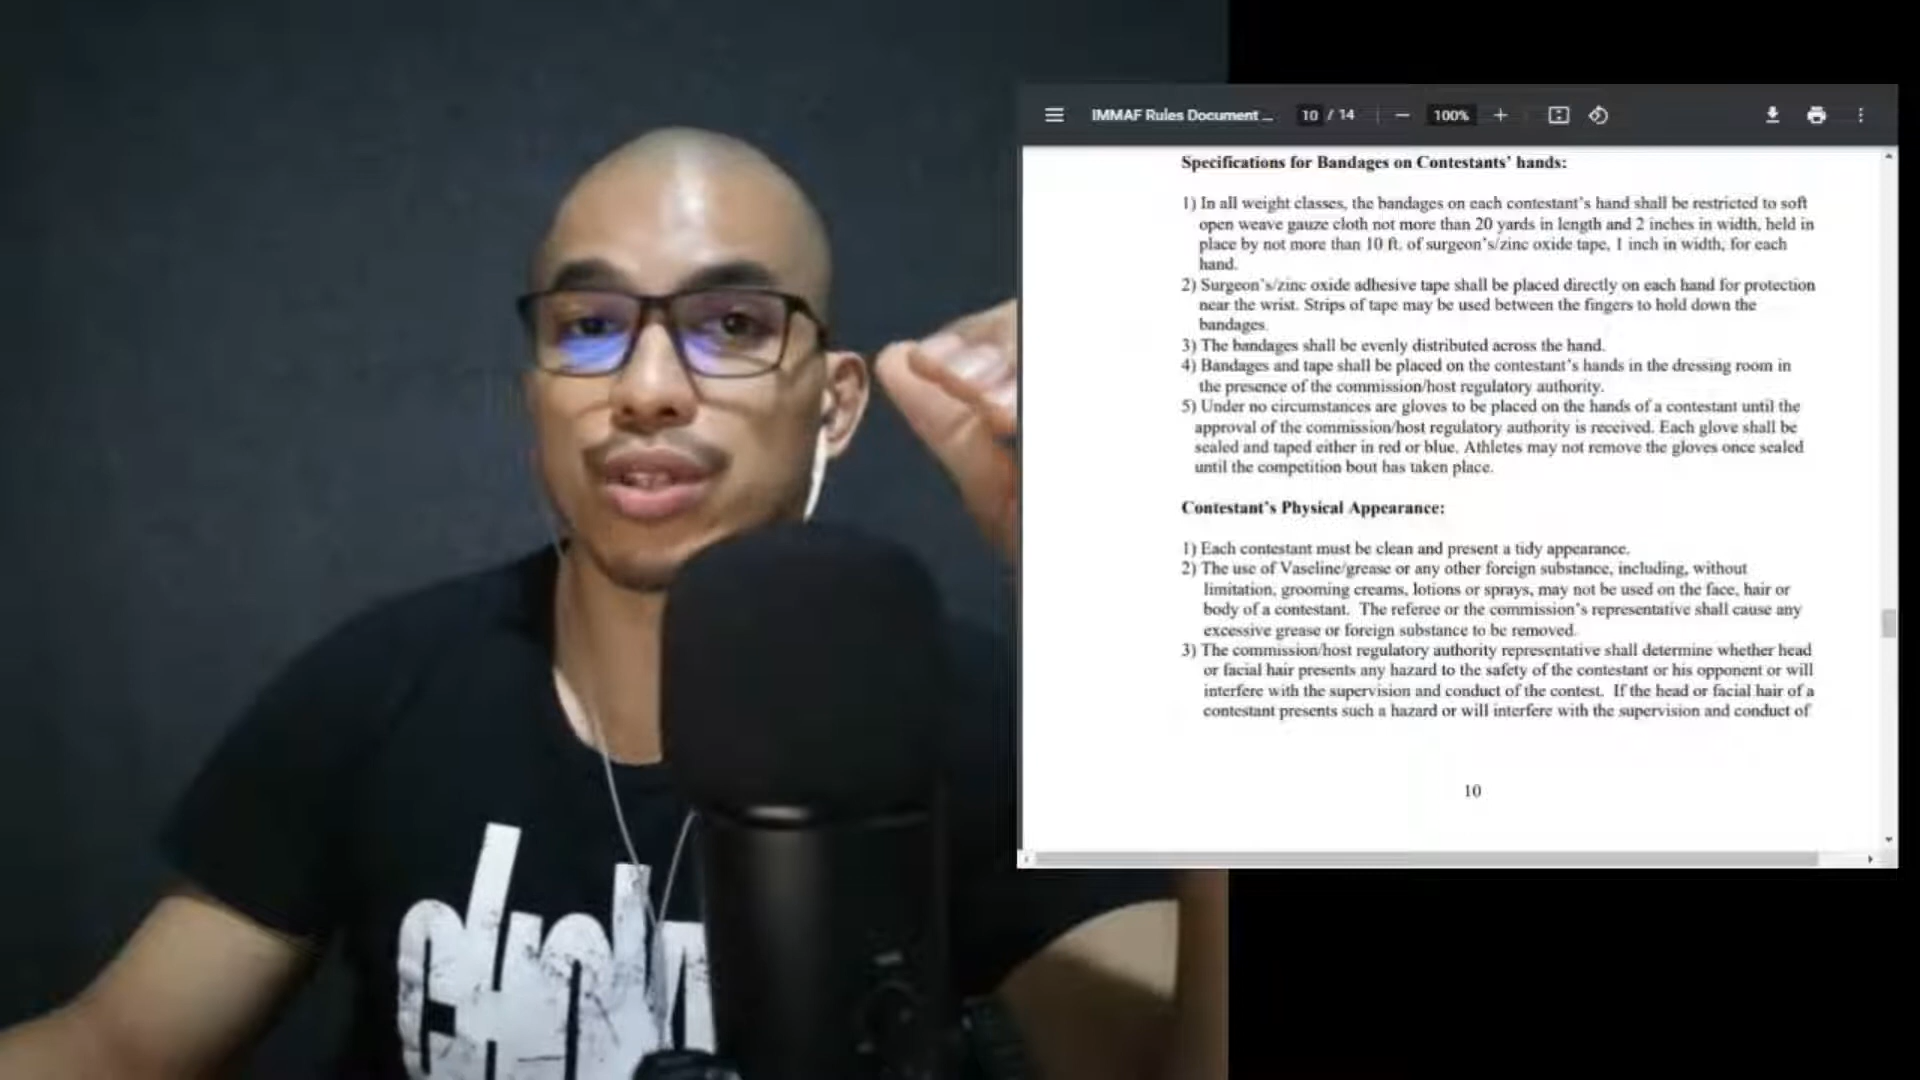 IMMAF Rules Document ...
10 / 14
100%
Specifications for Bandages on Contestants' hands:
1) In all weight classes, the bandages on each contestant's hand shall be restricted to soft
open weave gauze cloth not more than 20 yards in length and 2 inches in width, held in
place by not more than 10 ft. of surgeon's/zinc oxide tape, 1 inch in width, for each
hand.
2) Surgeon's/zinc oxide adhesive tape shall be placed directly on each hand for protection
near the wrist. Strips of tape may be used between the fingers to hold down the
bandages.
3) The bandages shall be evenly distributed across the hand.
4) Bandages and tape shall be placed on the contestant's hands in the dressing room in
the presence of the commission/host regulatory authority.
5) Under no circumstances are gloves to be placed on the hands of a contestant until the
approval of the commission/host regulatory authority is received. Each glove shall be
sealed and taped either in red or blue. Athletes may not remove the gloves once sealed
until the competition bout has taken place.
Contestant's Physical Appearance:
1) Each contestant must be clean and present a tidy appearance.
2) The use of Vaseline/grease or any other foreign substance, including, without
limitation, grooming creams, lotions or sprays, may not be used on the face, hair or
body of a contestant. The referee or the commission's representative shall cause any
excessive grease or foreign substance to be removed.
3) The commission/host regulatory authority representative shall determine whether head
or facial hair presents any hazard to the safety of the contestant or his opponent or will
interfere with the supervision and conduct of the contest. If the head or facial hair of a
contestant presents such a hazard or will interfere with the supervision and conduct of
10